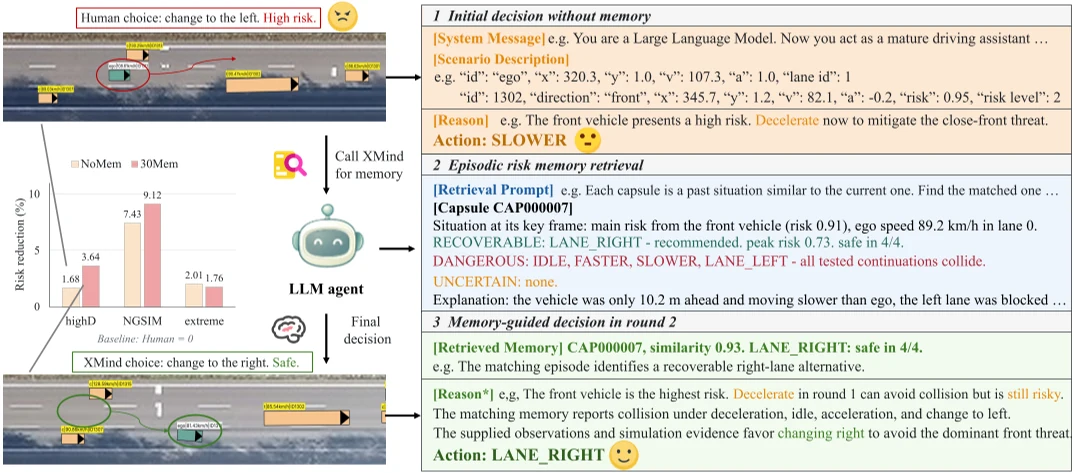 Human choice: change to the left. High risk.
Call XMind
for memory
NoMem
30Mem
Risk reduction (%)
10
5
0
1.68
3.64
7.43
9.12
2.01
1.76
highD
NGSIM
extreme
Baseline: Human = 0
LLM agent
Final
decision
XMind choice: change to the right. Safe.
1 Initial decision without memory
[System Message] e.g. You are a Large Language Model. Now you act as a mature driving assistant …
[Scenario Description]
e.g. “id”: “ego”, “x”: 320.3, “y”: 1.0, “v”: 107.3, “a”: 1.0, “lane id”: 1
“id”: 1302, “direction”: “front”, “x”: 345.7, “y”: 1.2, “v”: 82.1, “a”: -0.2, “risk”: 0.95, “risk level”: 2
[Reason] e.g. The front vehicle presents a high risk. Decelerate now to mitigate the close-front threat.
Action: SLOWER
2 Episodic risk memory retrieval
[Retrieval Prompt] e.g. Each capsule is a past situation similar to the current one. Find the matched one …
[Capsule CAP000007]
Situation at its key frame: main risk from the front vehicle (risk 0.91), ego speed 89.2 km/h in lane 0.
RECOVERABLE: LANE_RIGHT - recommended. peak risk 0.73. safe in 4/4.
DANGEROUS: IDLE, FASTER, SLOWER, LANE_LEFT - all tested continuations collide.
UNCERTAIN: none.
Explanation: the vehicle was only 10.2 m ahead and moving slower than ego, the left lane was blocked …
3 Memory-guided decision in round 2
[Retrieved Memory] CAP000007, similarity 0.93. LANE_RIGHT: safe in 4/4.
e.g. The matching episode identifies a recoverable right-lane alternative.
[Reason*] e,g, The front vehicle is the highest risk. Decelerate in round 1 can avoid collision but is still risky.
The matching memory reports collision under deceleration, idle, acceleration, and change to left.
The supplied observations and simulation evidence favor changing right to avoid the dominant front threat.
Action: LANE_RIGHT